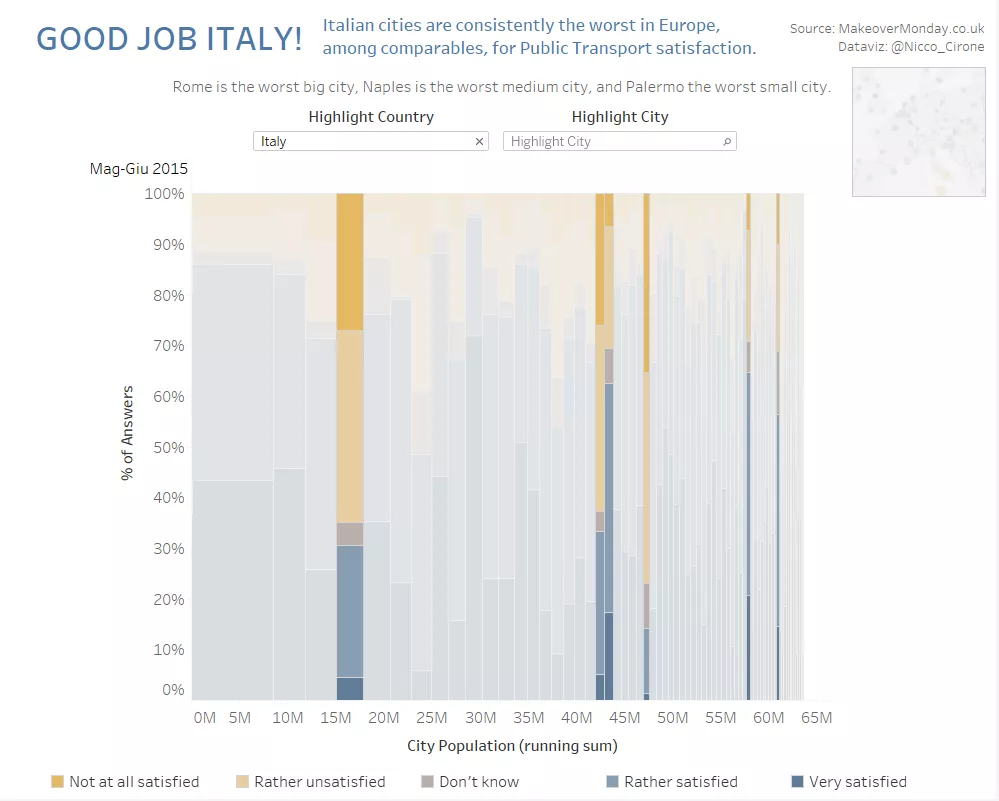 GOOD JOB ITALY!
Italian cities are consistently the worst in Europe,
among comparables, for Public Transport satisfaction.
Source: MakeoverMonday.co.uk
Dataviz: @Nicco_Cirone
Rome is the worst big city, Naples is the worst medium city, and Palermo the worst small city.
Highlight Country
Highlight City
Italy ×
Highlight City
Mag-Giu 2015
100%
90%
80%
70%
60%
50%
40%
30%
20%
10%
0%
% of Answers
0M 5M 10M 15M 20M 25M 30M 35M 40M 45M 50M 55M 60M 65M
City Population (running sum)
Not at all satisfied Rather unsatisfied Don't know Rather satisfied Very satisfied